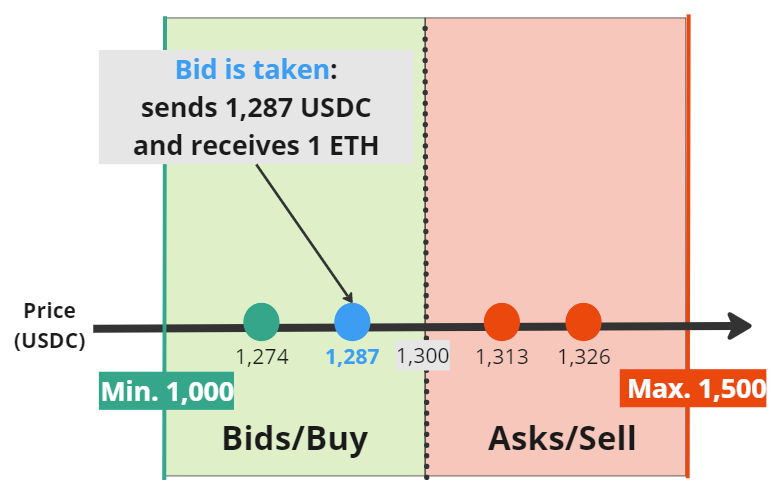 Bid is taken:
sends 1,287 USDC
and receives 1 ETH
Price
(USDC)
1,274
1,287
1,300
1,313
1,326
Min. 1,000
Max. 1,500
Bids/Buy
Asks/Sell